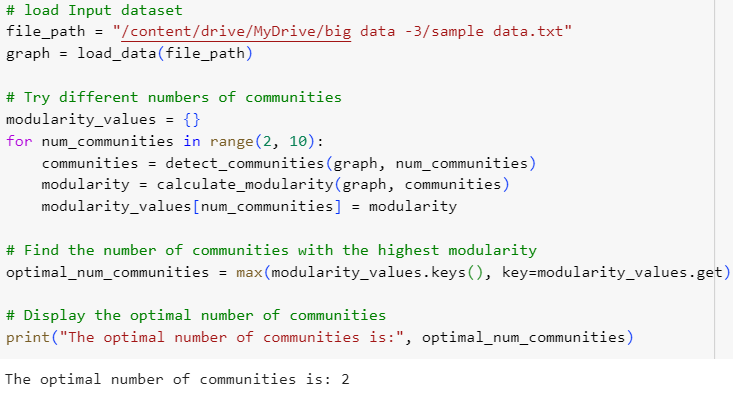 # load Input dataset
file_path = "/content/drive/MyDrive/big data -3/sample data.txt"
graph = load_data(file_path)
# Try different numbers of communities
modularity_values = {}
for num_communities in range(2, 10):
    communities = detect_communities(graph, num_communities)
    modularity = calculate_modularity(graph, communities)
    modularity_values[num_communities] = modularity
# Find the number of communities with the highest modularity
optimal_num_communities = max(modularity_values.keys(), key=modularity_values.get)
# Display the optimal number of communities
print("The optimal number of communities is:", optimal_num_communities)
The optimal number of communities is: 2